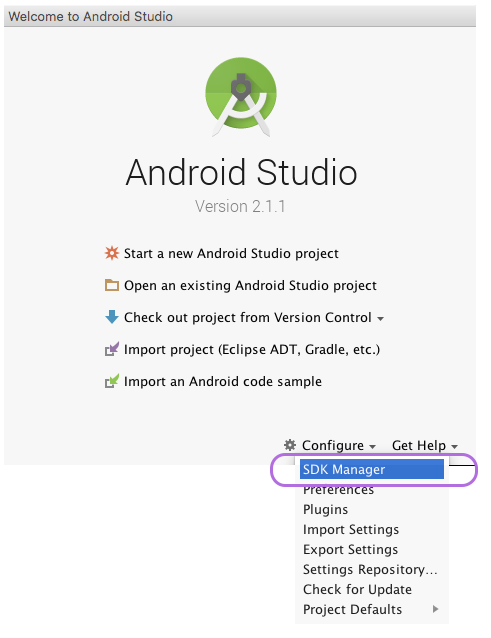 Welcome to Android Studio
Android Studio
Version 2.1.1
Start a new Android Studio project
Open an existing Android Studio project
Check out project from Version Control
Import project (Eclipse ADT, Gradle, etc.)
Import an Android code sample
Configure Get Help
SDK Manager
Preferences
Plugins
Import Settings
Export Settings
Settings Repository...
Check for Update
Project Defaults